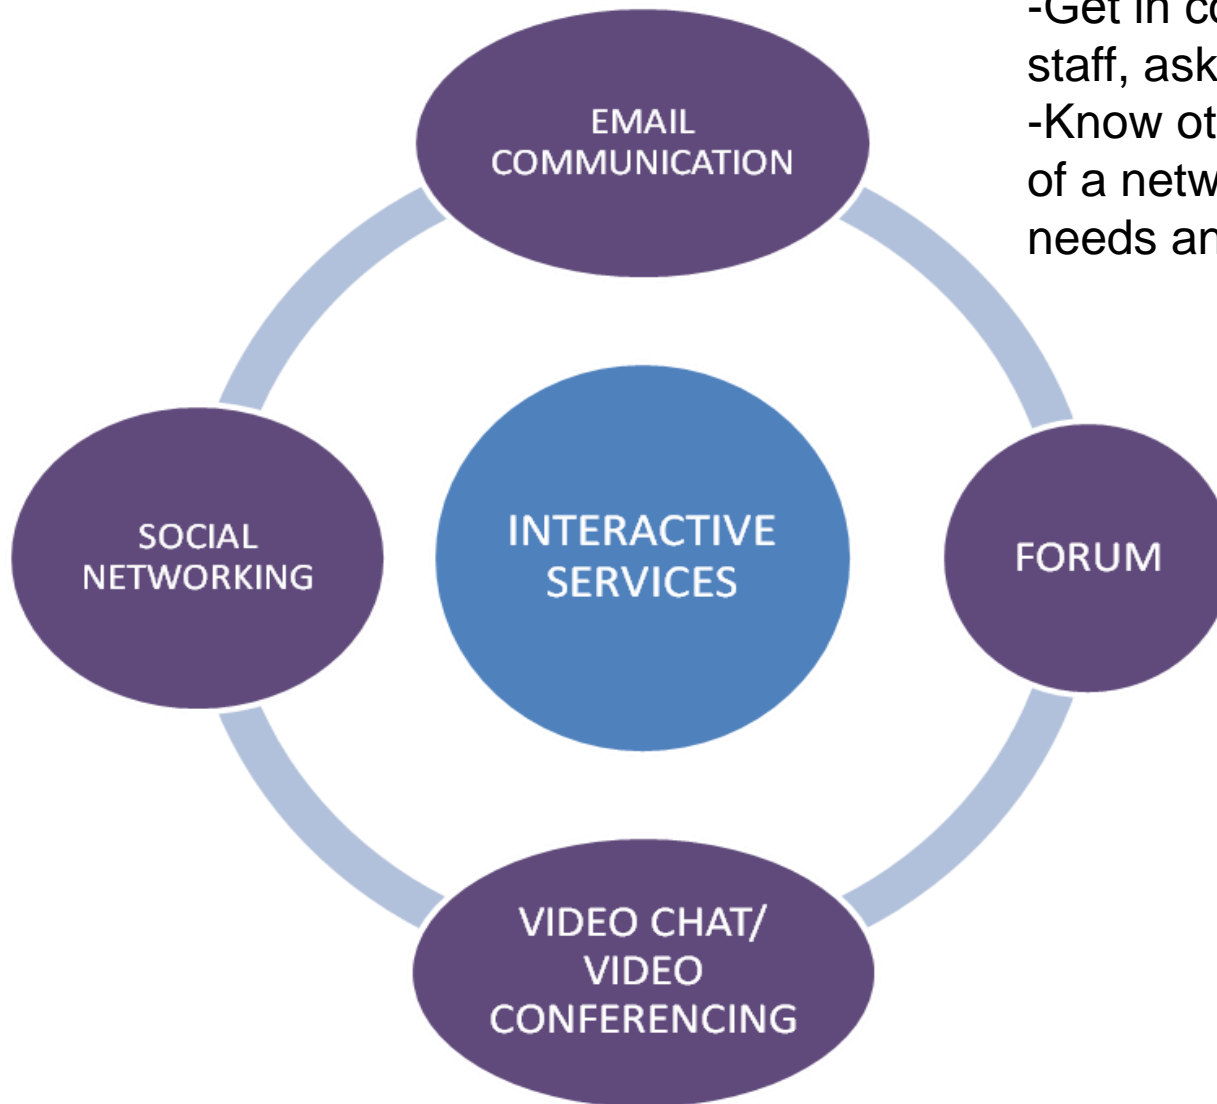 -Get in
staff, ask
-Know
of a
needs
EMAIL
COMMUNICATION
SOCIAL
NETWORKING
INTERACTIVE
SERVICES
FORUM
VIDEO CHAT/
VIDEO
CONFERENCING